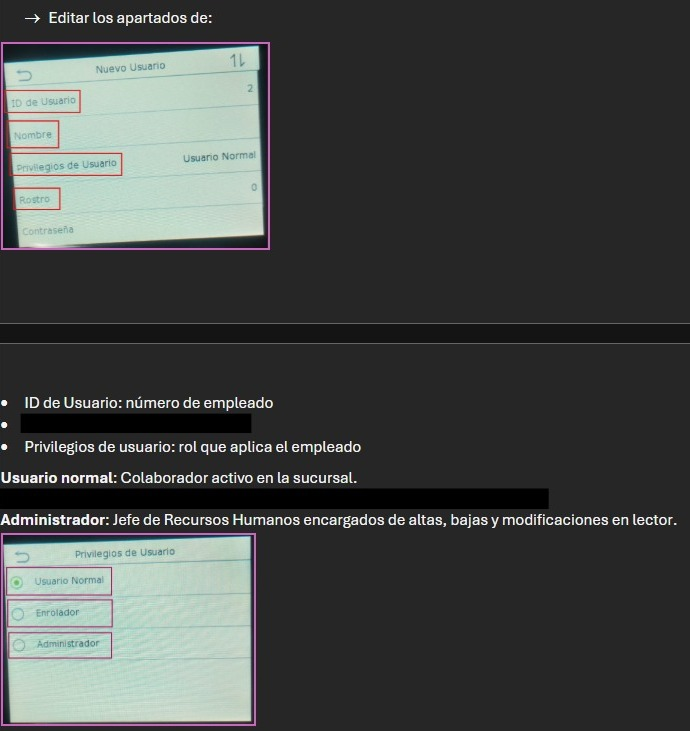 → Editar los apartados de:
Nuevo Usuario
ID de Usuario 2
Nombre
Privilegios de Usuario Usuario Normal
Rostro 0
Contraseña
• ID de Usuario: número de empleado
•
• Privilegios de usuario: rol que aplica el empleado
Usuario normal: Colaborador activo en la sucursal.
Administrador: Jefe de Recursos Humanos encargados de altas, bajas y modificaciones en lector.
Privilegios de Usuario
Usuario Normal
Enrolador
Administrador